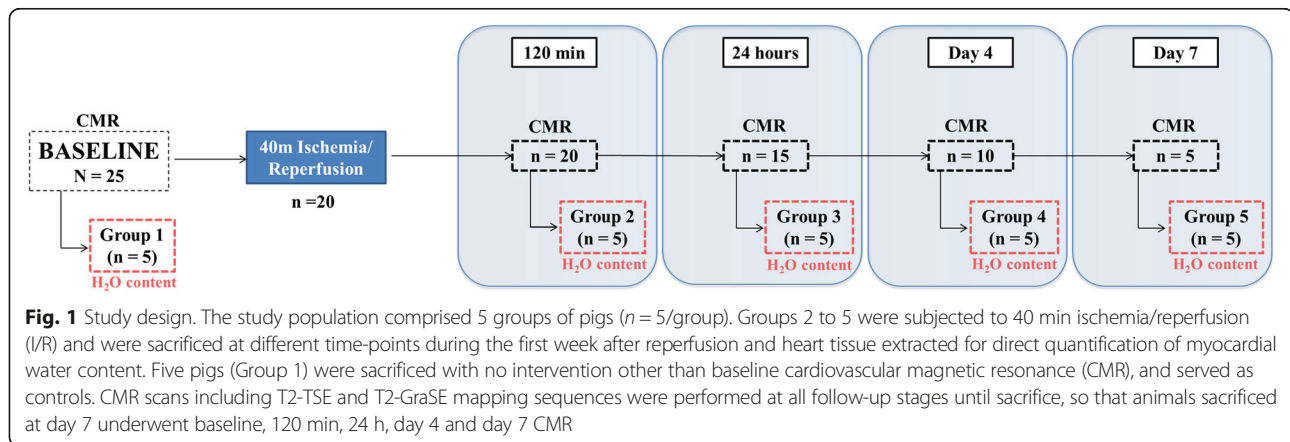 120 min
24 hours
Day 4
Day 7
CMR
BASELINE
N = 25
40m Ischemia/
Reperfusion
n =20
CMR
n = 20
CMR
n = 15
CMR
n = 10
CMR
n = 5
Group 1
(n = 5)
H₂O content
Group 2
(n = 5)
H₂O content
Group 3
(n = 5)
H₂O content
Group 4
(n = 5)
H₂O content
Group 5
(n = 5)
H₂O content
Fig. 1 Study design. The study population comprised 5 groups of pigs (n = 5/group). Groups 2 to 5 were subjected to 40 min ischemia/reperfusion
(I/R) and were sacrificed at different time-points during the first week after reperfusion and heart tissue extracted for direct quantification of myocardial
water content. Five pigs (Group 1) were sacrificed with no intervention other than baseline cardiovascular magnetic resonance (CMR), and served as
controls. CMR scans including T2-TSE and T2-GraSE mapping sequences were performed at all follow-up stages until sacrifice, so that animals sacrificed
at day 7 underwent baseline, 120 min, 24 h, day 4 and day 7 CMR